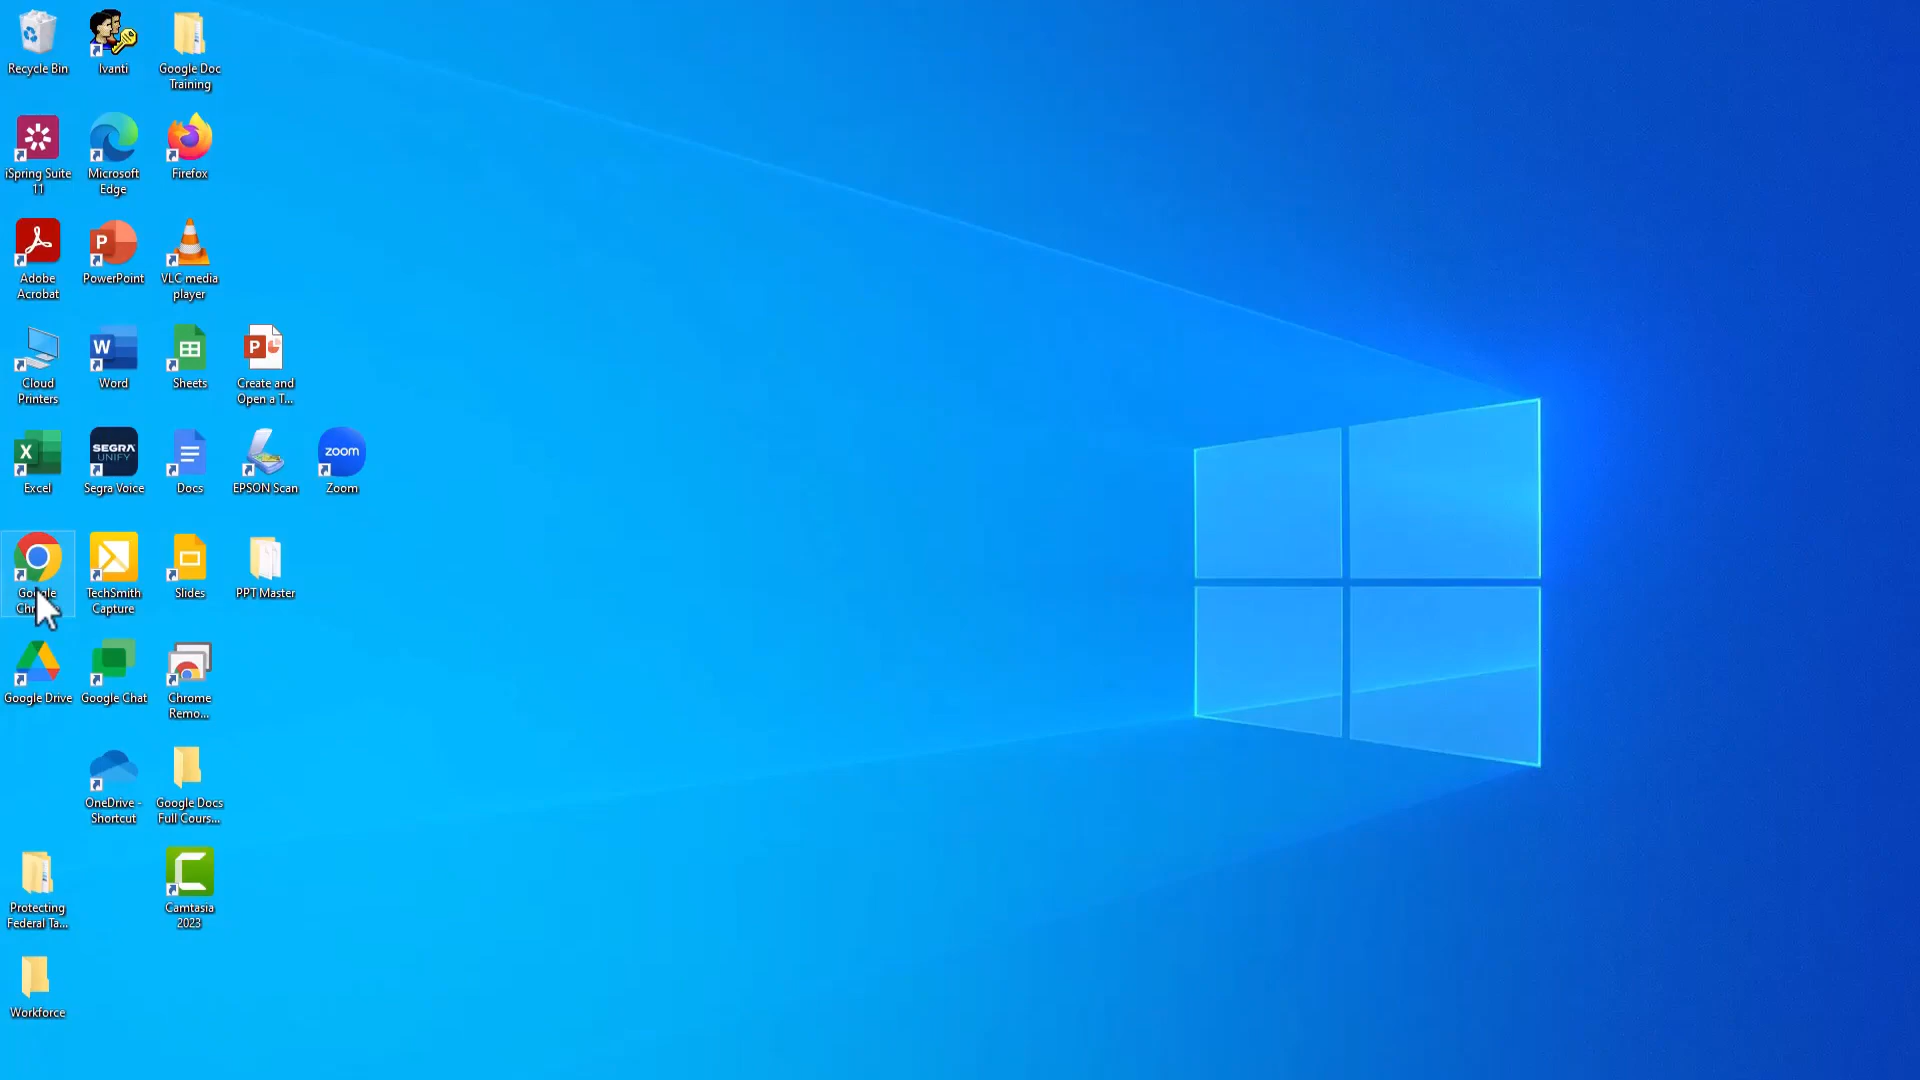 Recycle Bin
Ivanti
Google Doc
Training
iSpring Suite
11
Microsoft
Edge
Firefox
Adobe
Acrobat
P
PowerPoint
VLC media
player
Cloud
Printers
W
Word
Sheets
P
Create and
Open a T...
X
Excel
SEGRA
UNIFY
Segra Voice
Docs
EPSON Scan
zoom
Zoom
Google
TechSmith
Capture
Slides
PPT Master
Google Drive
Google Chat
Chrome
Remo...
OneDrive -
Shortcut
Google Docs
Full Cours...
Protecting
Federal Ta...
Camtasia
2023
Workforce